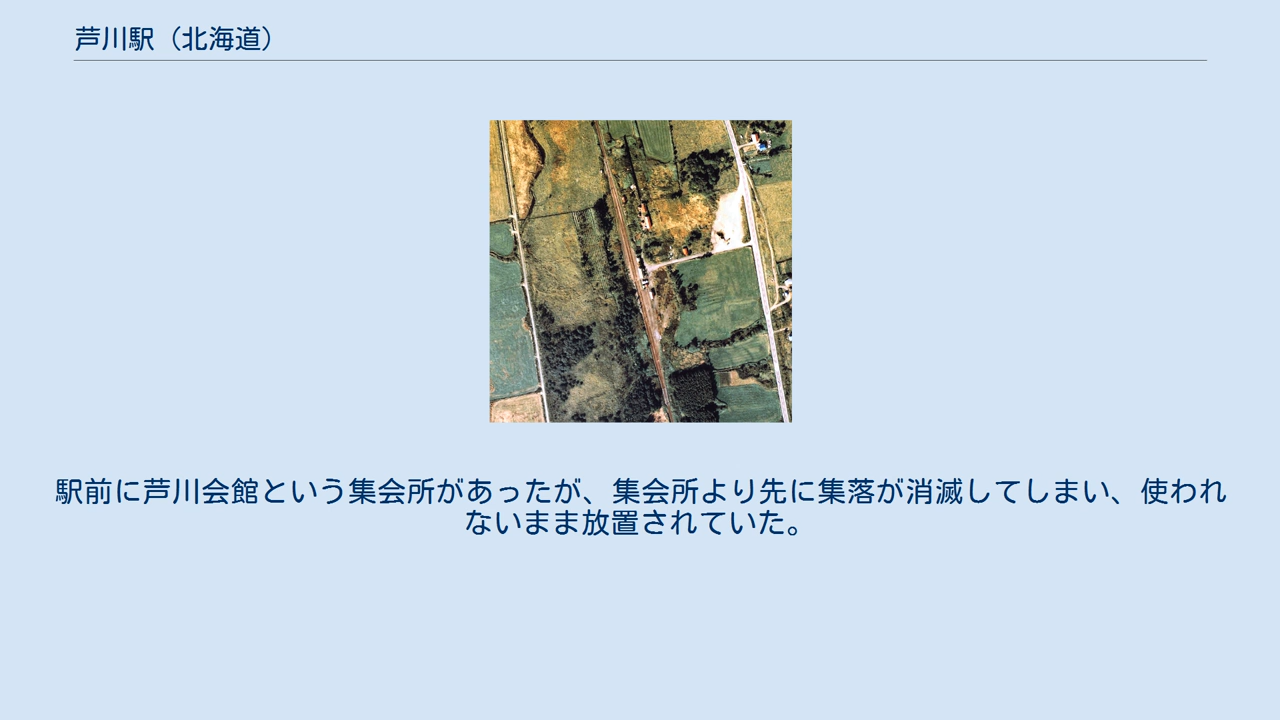 芦川駅（北海道）
駅前に芦川会館という集会所があったが、集会所より先に集落が消滅してしまい、使われ
ないまま放置されていた。